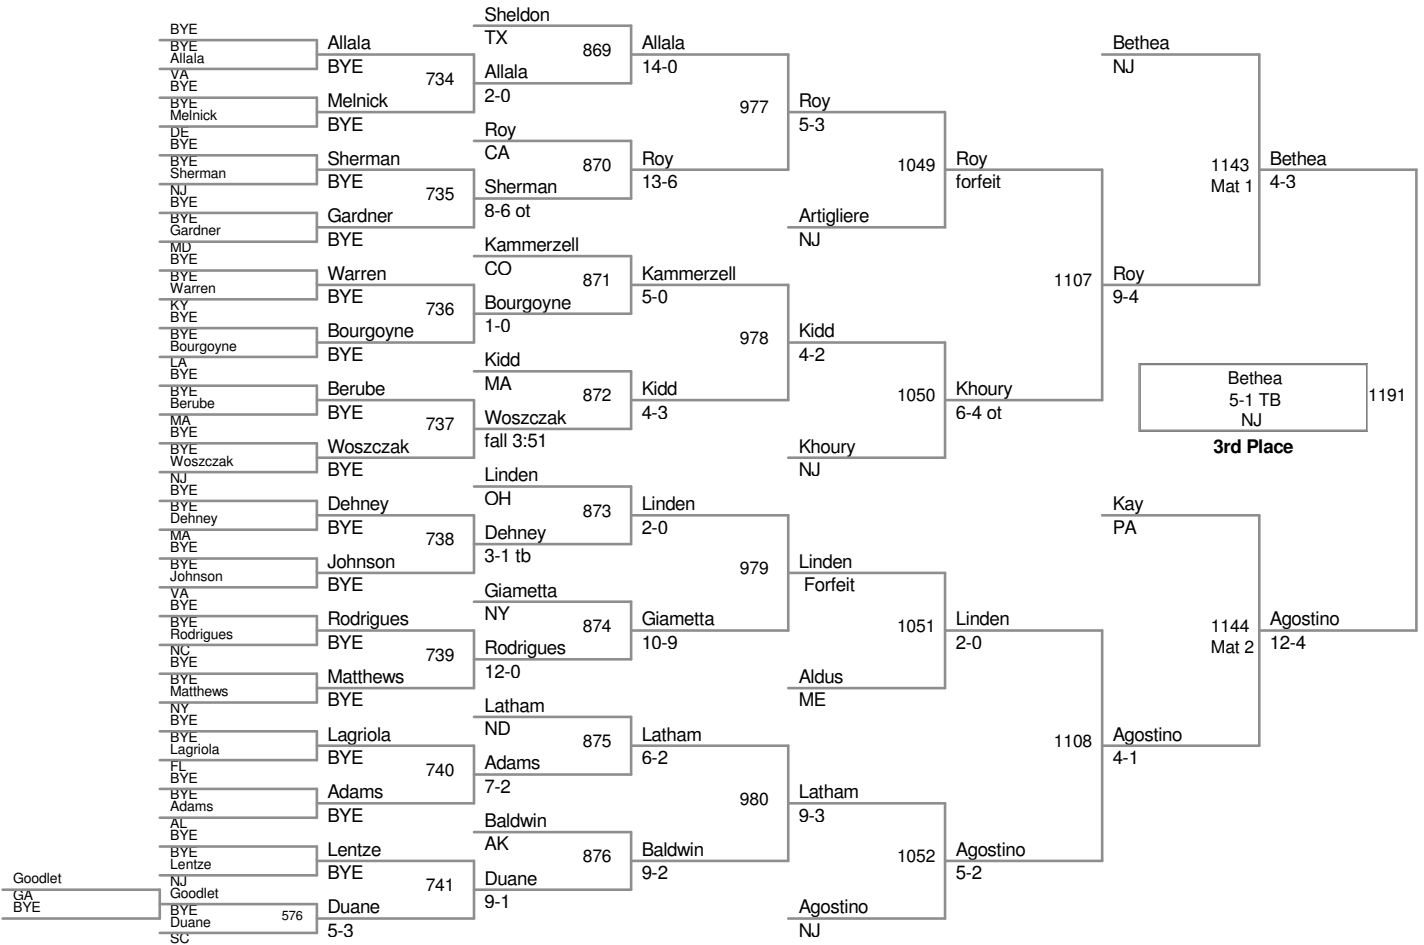 BYE
BYE
Allala
VA
BYE
BYE
Melnick
DE
BYE
BYE
Sherman
NJ
BYE
BYE
Gardner
MD
BYE
BYE
Warren
KY
BYE
BYE
Bourgoyne
LA
BYE
BYE
Berube
MA
BYE
BYE
Woszczak
NJ
BYE
BYE
Dehney
MA
BYE
BYE
Johnson
VA
BYE
BYE
Rodrigues
NC
BYE
BYE
Matthews
NY
BYE
BYE
Lagriola
FL
BYE
BYE
Adams
AL
BYE
BYE
Lentze
NJ
Goodlet
GA
BYE
Goodlet
BYE
Duane
SC
576
Allala
BYE
734
Melnick
BYE
Sherman
BYE
735
Gardner
BYE
Warren
BYE
736
Bourgoyne
BYE
Berube
BYE
737
Woszczak
BYE
Dehney
BYE
738
Johnson
BYE
Rodrigues
BYE
739
Matthews
BYE
Lagriola
BYE
740
Adams
BYE
Lentze
BYE
741
Duane
5-3
Sheldon
TX
869
Allala
2-0
Roy
CA
870
Sherman
8-6 ot
Kammerzell
CO
871
Bourgoyne
1-0
Kidd
MA
872
Woszczak
fall 3:51
Linden
OH
873
Dehney
3-1 tb
Giametta
NY
874
Rodrigues
12-0
Latham
ND
875
Adams
7-2
Baldwin
AK
876
Duane
9-1
Allala
14-0
977
Roy
13-6
Kammerzell
5-0
978
Kidd
4-3
Linden
2-0
979
Giametta
10-9
Latham
6-2
980
Baldwin
9-2
Roy
5-3
1049
Artigliere
NJ
Kidd
4-2
1050
Khoury
NJ
Linden
Forfeit
1051
Aldus
ME
Latham
9-3
1052
Agostino
NJ
Roy
forfeit
1107
Khoury
6-4 ot
Linden
2-0
1108
Agostino
5-2
Bethea
NJ
1143
Mat 1
Roy
9-4
Kay
PA
1144
Mat 2
Agostino
4-1
Bethea
4-3
Agostino
12-4
Bethea
5-1 TB
NJ
1191
3rd Place